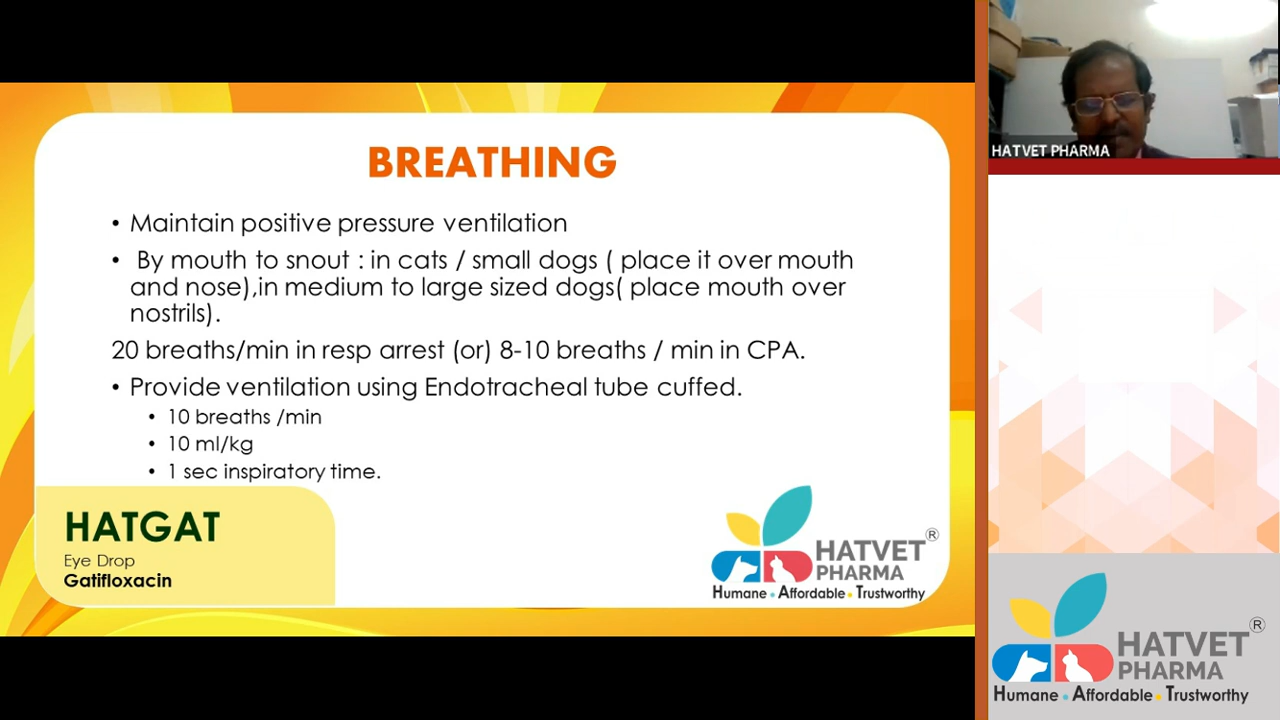 BREATHING
• Maintain positive pressure ventilation
• By mouth to snout : in cats / small dogs ( place it over mouth
and nose),in medium to large sized dogs( place mouth over
nostrils).
20 breaths/min in resp arrest (or) 8-10 breaths / min in CPA.
• Provide ventilation using Endotracheal tube cuffed.
• 10 breaths /min
• 10 ml/kg
• 1 sec inspiratory time.
HATGAT
Eye Drop
Gatifloxacin
HATVET ®
PHARMA
Humane • Affordable • Trustworthy
HATVET PHARMA
HATVET ®
PHARMA
Humane • Affordable • Trustworthy